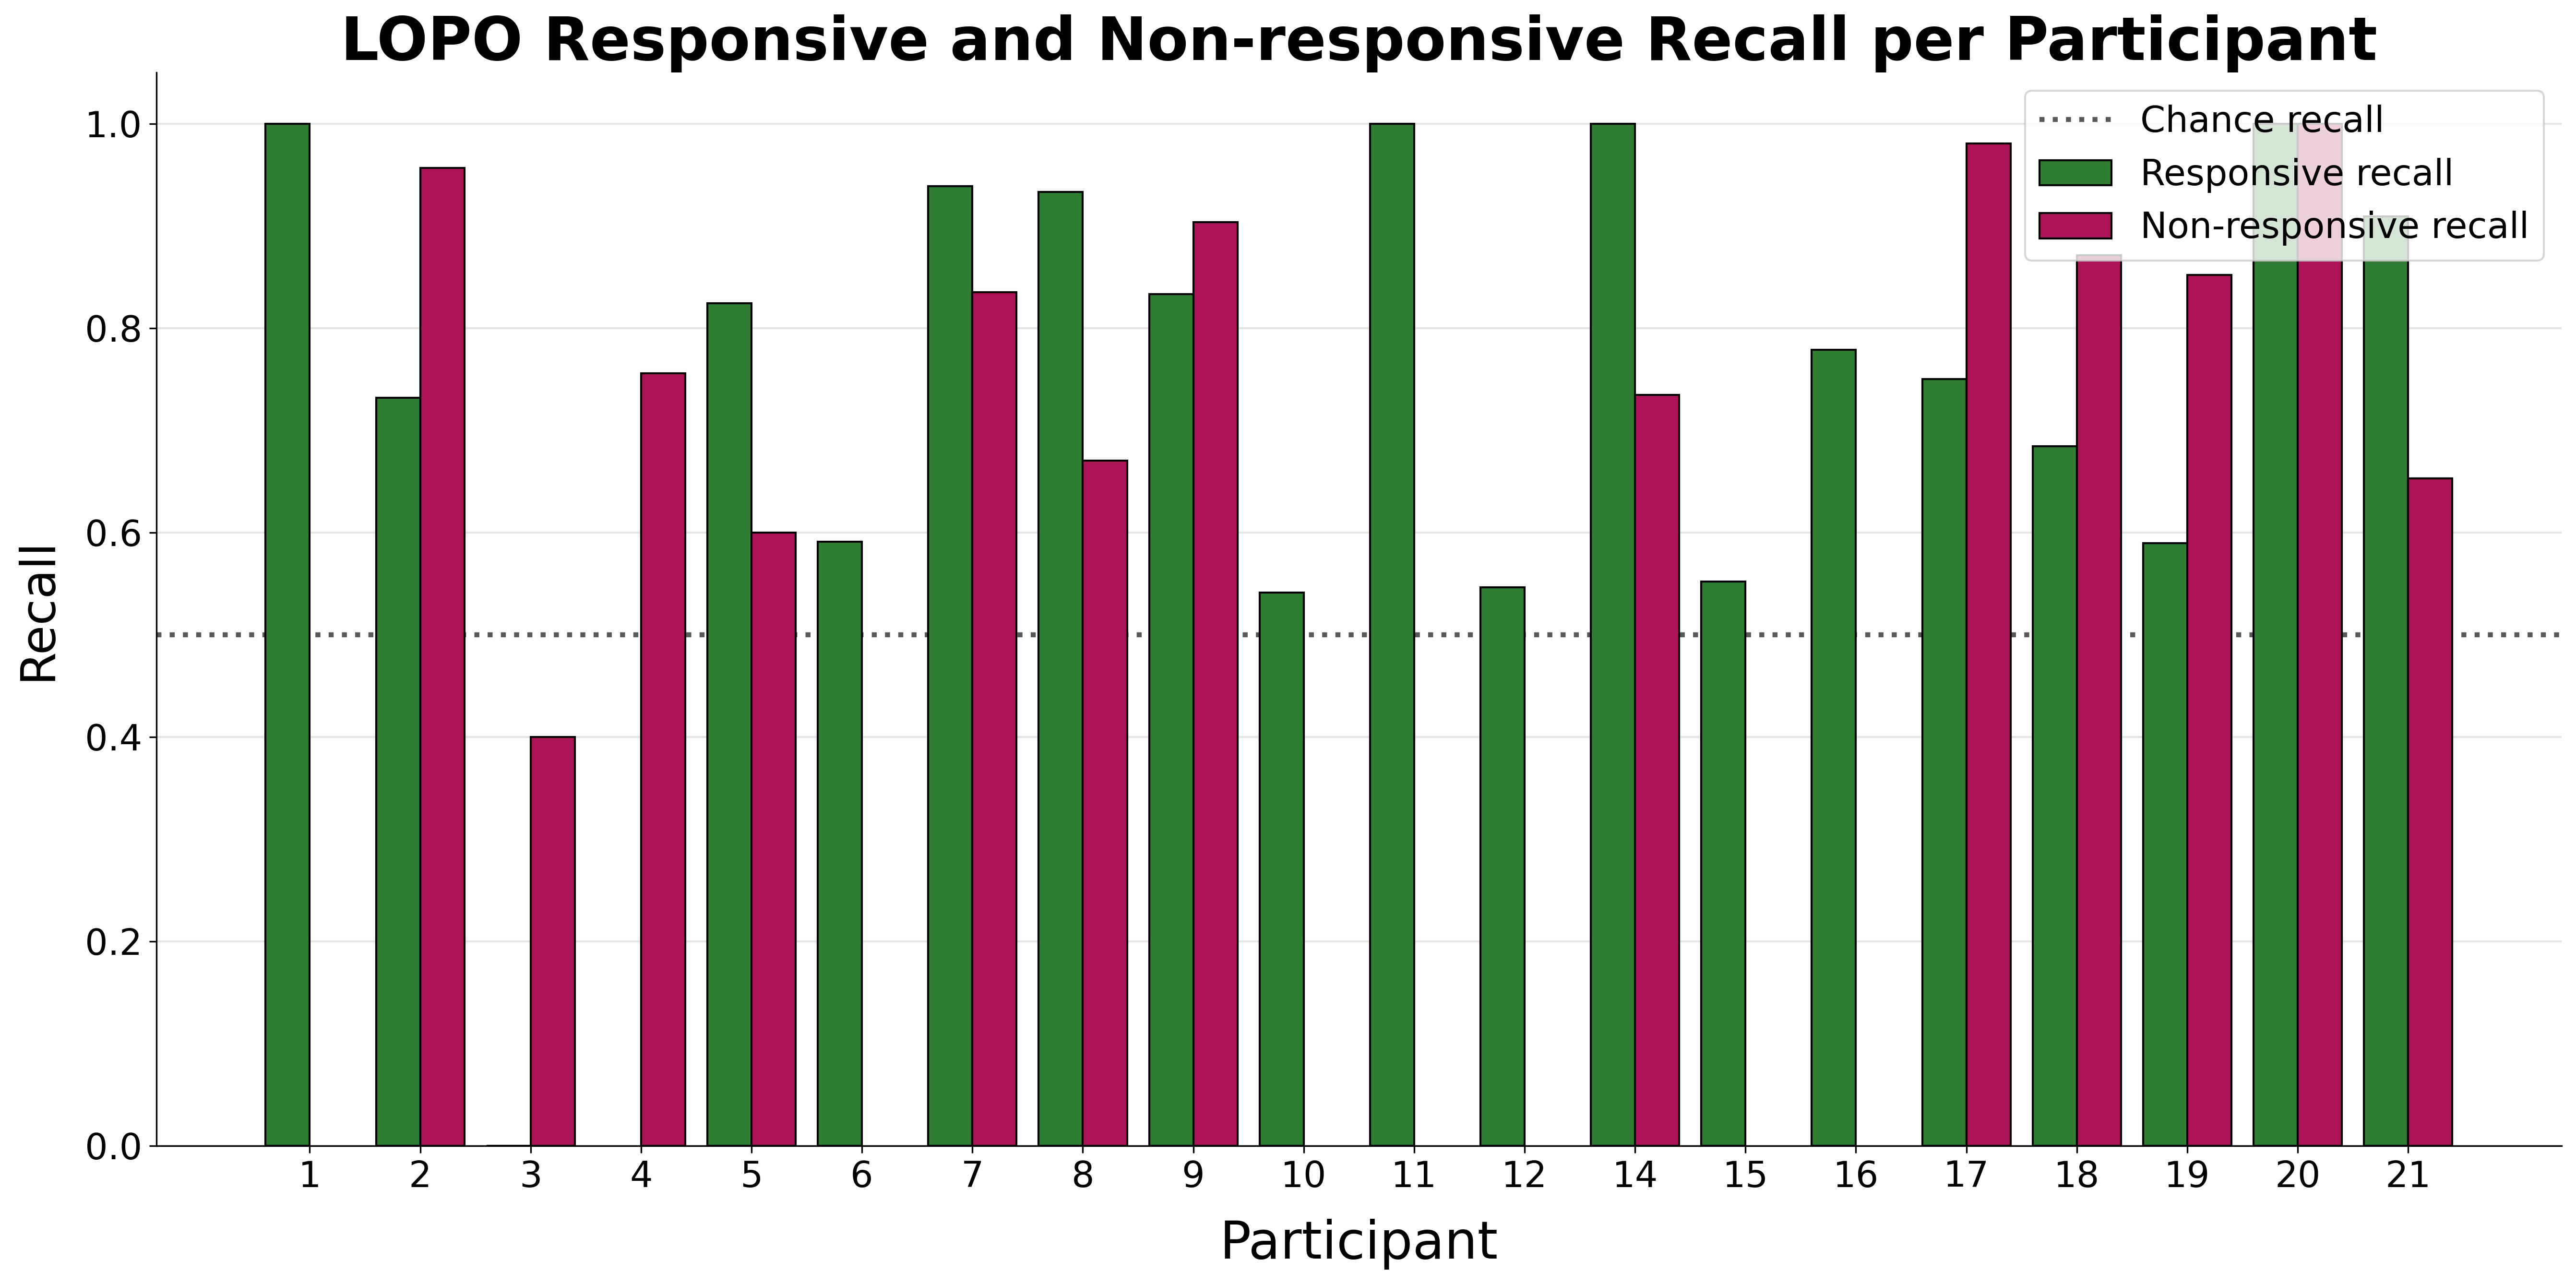 LOPO Responsive and Non-responsive Recall per Participant
Chance recall
Responsive recall
Non-responsive recall
Recall
1.0
0.8
0.6
0.4
0.2
0.0
1 2 3 4 5 6 7 8 9 10 11 12 14 15 16 17 18 19 20 21
Participant